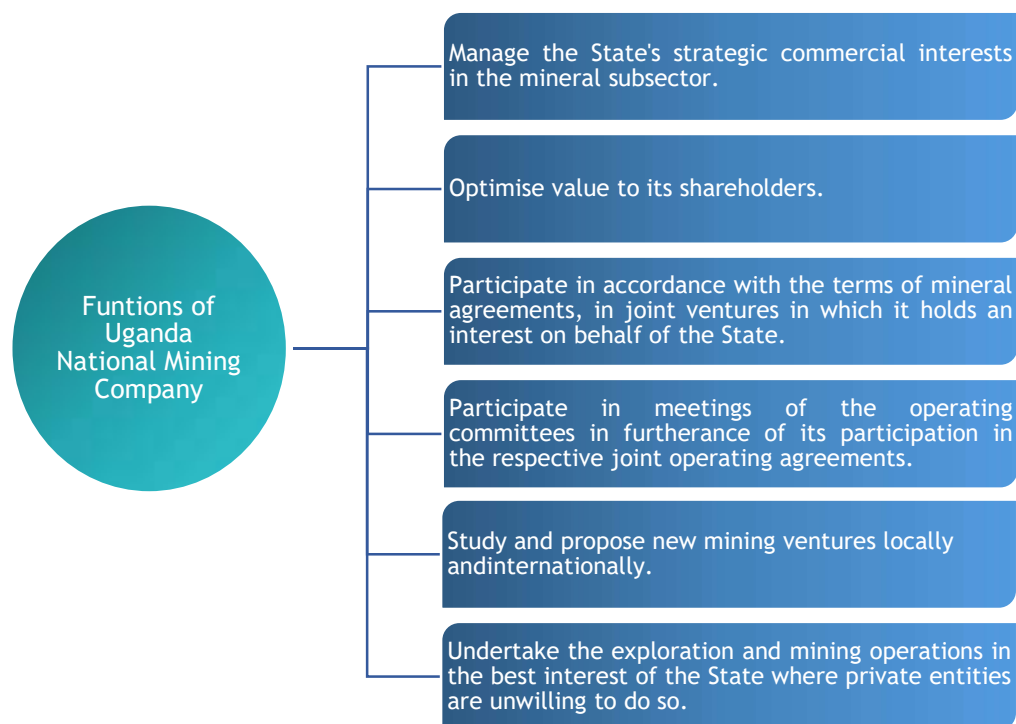 Funtions of
Uganda
National Mining
Company
Manage the State's strategic commercial interests
in the mineral subsector.
Optimise value to its shareholders.
Participate in accordance with the terms of mineral
agreements, in joint ventures in which it holds an
interest on behalf of the State.
Participate in meetings of the operating
committees in furtherance of its participation in
the respective joint operating agreements.
Study and propose new mining ventures locally
andinternationally.
Undertake the exploration and mining operations in
the best interest of the State where private entities
are unwilling to do so.